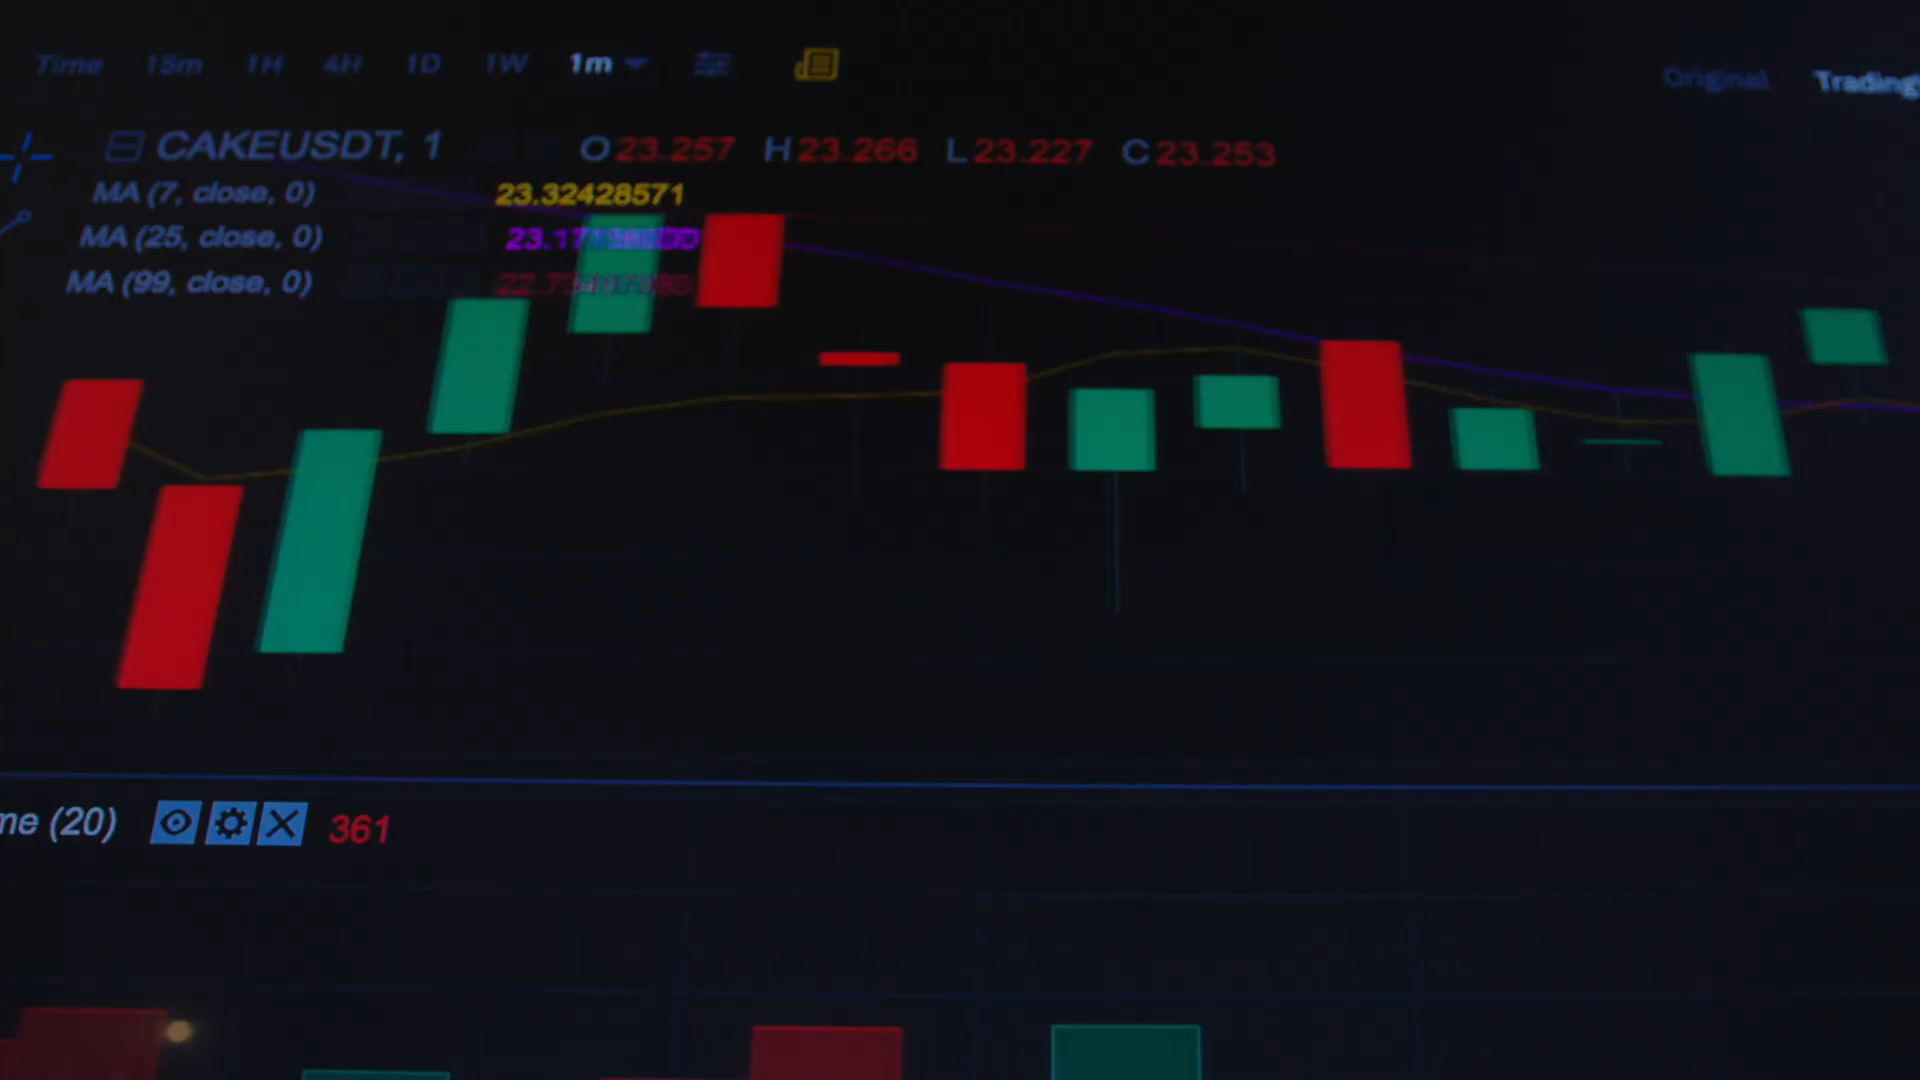 Time 15m 1H 4H 1D 1W 1m
Original Trading
CAKEUSDT, 1 O 23.257 H 23.266 L 23.227 C 23.253
MA (7, close, 0) 23.32428571
MA (25, close, 0)
MA (99, close, 0)
me (20) 361